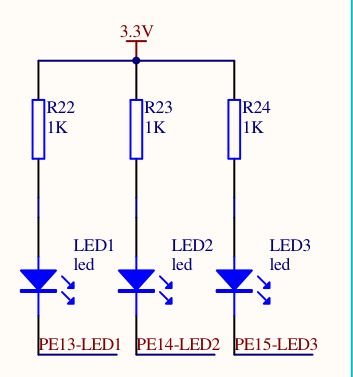 3.3V
R22
1K
R23
1K
R24
1K
LED1
led
LED2
led
LED3
led
PE13-LED1
PE14-LED2
PE15-LED3